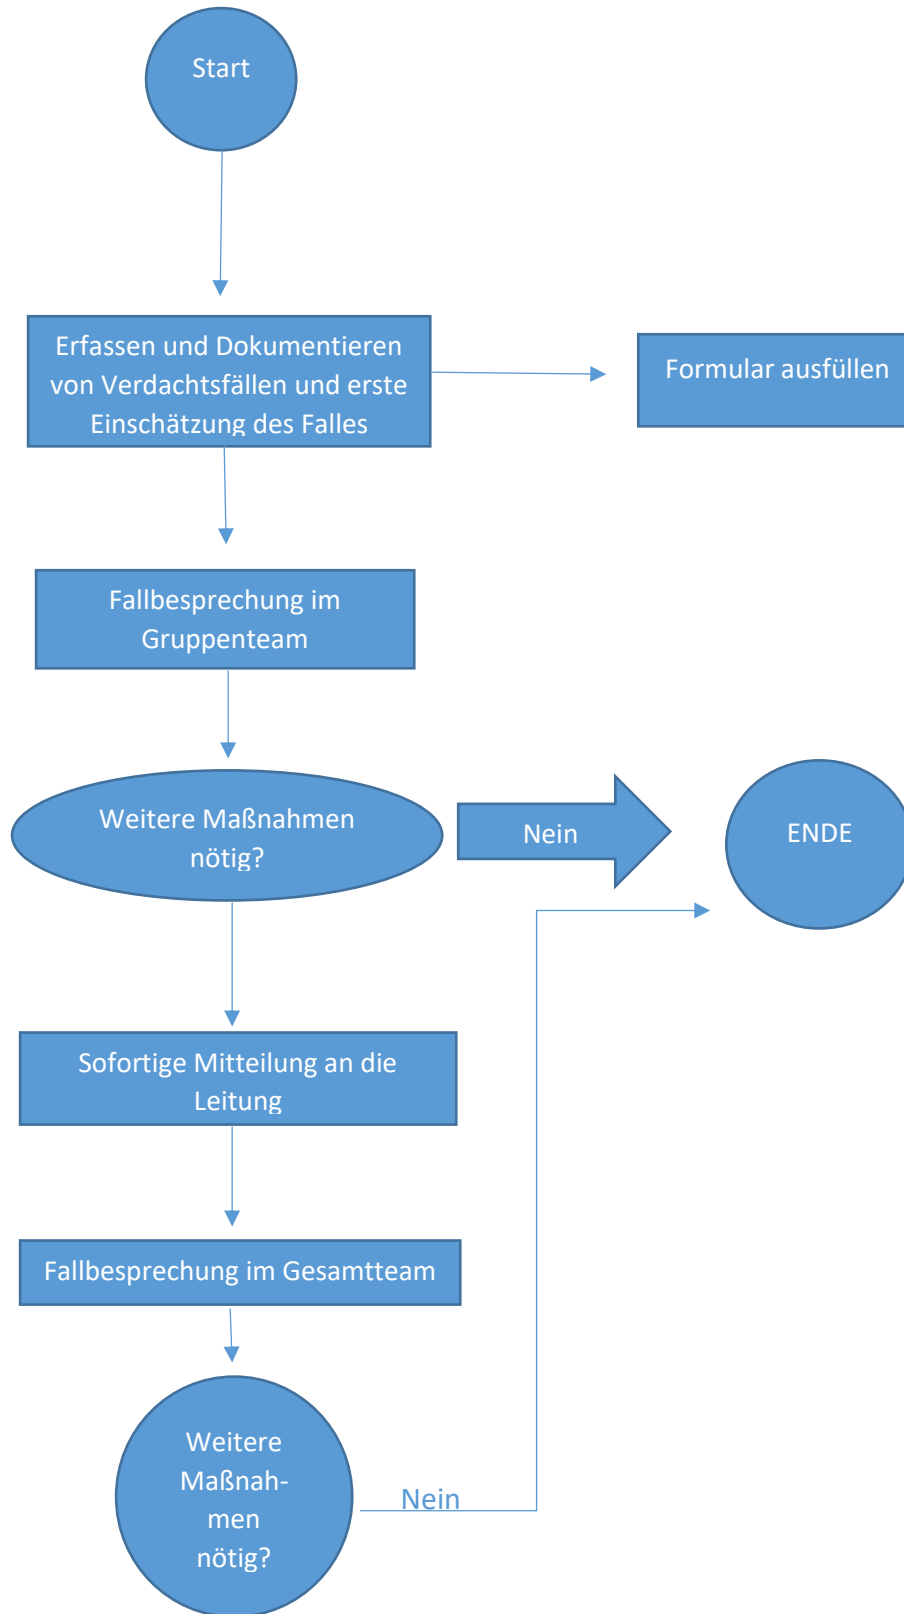 Start
Erfassen und Dokumentieren
von Verdachtsfällen und erste
Einschätzung des Falles
Formular ausfüllen
Fallbesprechung im
Gruppenteam
Weitere Maßnahmen
nötig?
Nein
ENDE
Sofortige Mitteilung an die
Leitung
Fallbesprechung im Gesamtteam
Weitere
Maßnah-
men
nötig?
Nein